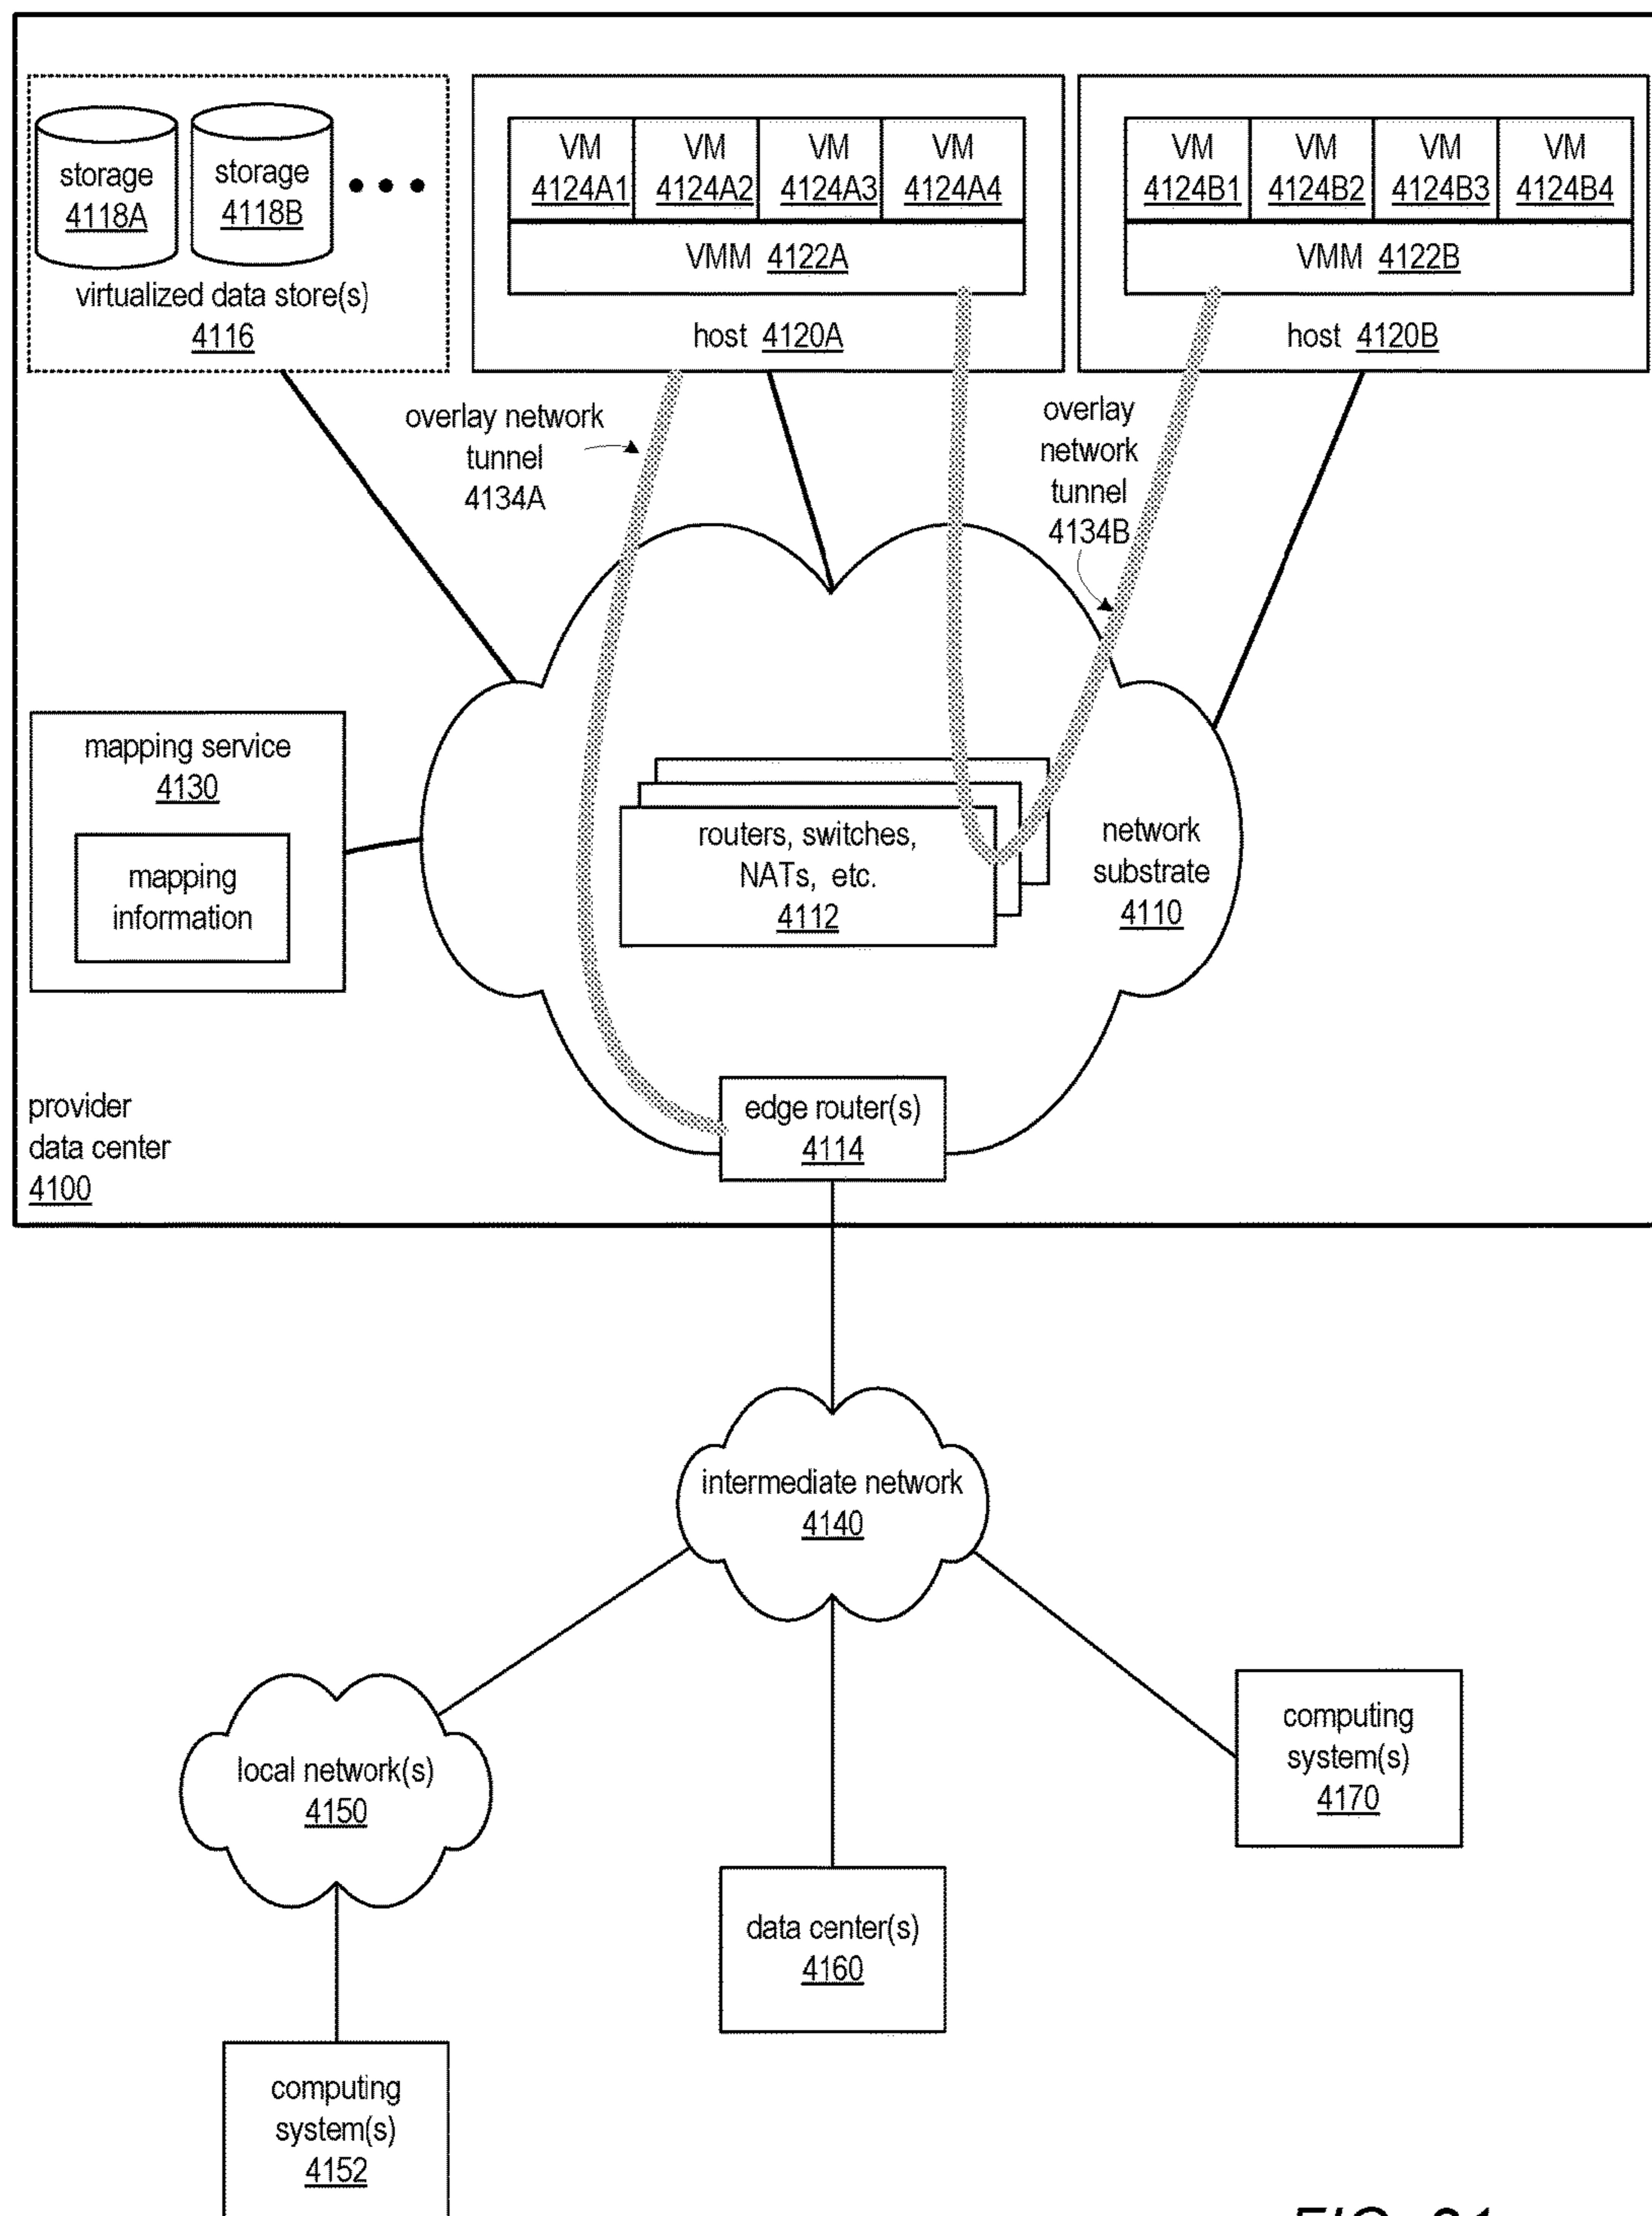 storage
4118A
storage
4118B
virtualized data store(s)
4116
VM
4124A1
VM
4124A2
VM
4124A3
VM
4124A4
VMM 4122A
host 4120A
VM
4124B1
VM
4124B2
VM
4124B3
VM
4124B4
VMM 4122B
host 4120B
overlay network
tunnel
4134A
overlay
network
tunnel
4134B
mapping service
4130
mapping
information
routers, switches,
NATs, etc.
4112
network
substrate
4110
edge router(s)
4114
provider
data center
4100
intermediate network
4140
local network(s)
4150
computing
system(s)
4170
data center(s)
4160
computing
system(s)
4152